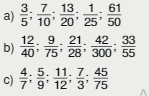 a) 3/5; 7/10; 13/20; 1/25; 61/50
b) 12/40; 9/75; 21/28; 42/300; 33/55
c) 4/7; 5/9; 11/12; 7/3; 45/75